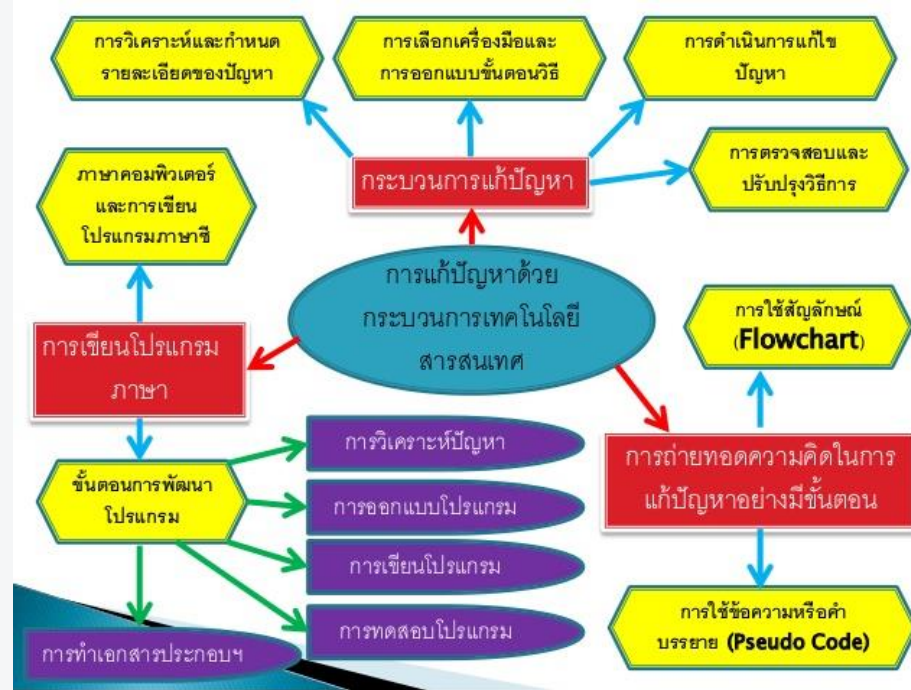 การวิเคราะห์และกำหนด
รายละเอียดของปัญหา
การเลือกเครื่องมือและ
การออกแบบขั้นตอนวิธี
การดำเนินการแก้ไข
ปัญหา
กระบวนการแก้ปัญหา
การตรวจสอบและ
ปรับปรุงวิธีการ
ภาษาคอมพิวเตอร์
และการเขียน
โปรแกรมภาษาซี
การแก้ปัญหาด้วย
กระบวนการเทคโนโลยี
สารสนเทศ
การใช้สัญลักษณ์
(Flowchart)
การเขียนโปรแกรม
ภาษา
การถ่ายทอดความคิดในการ
แก้ปัญหาอย่างมีขั้นตอน
ขั้นตอนการพัฒนา
โปรแกรม
การวิเคราะห์ปัญหา
การออกแบบโปรแกรม
การเขียนโปรแกรม
การทดสอบโปรแกรม
การทำเอกสารประกอบฯ
การใช้ข้อความหรือคำ
บรรยาย (Pseudo Code)